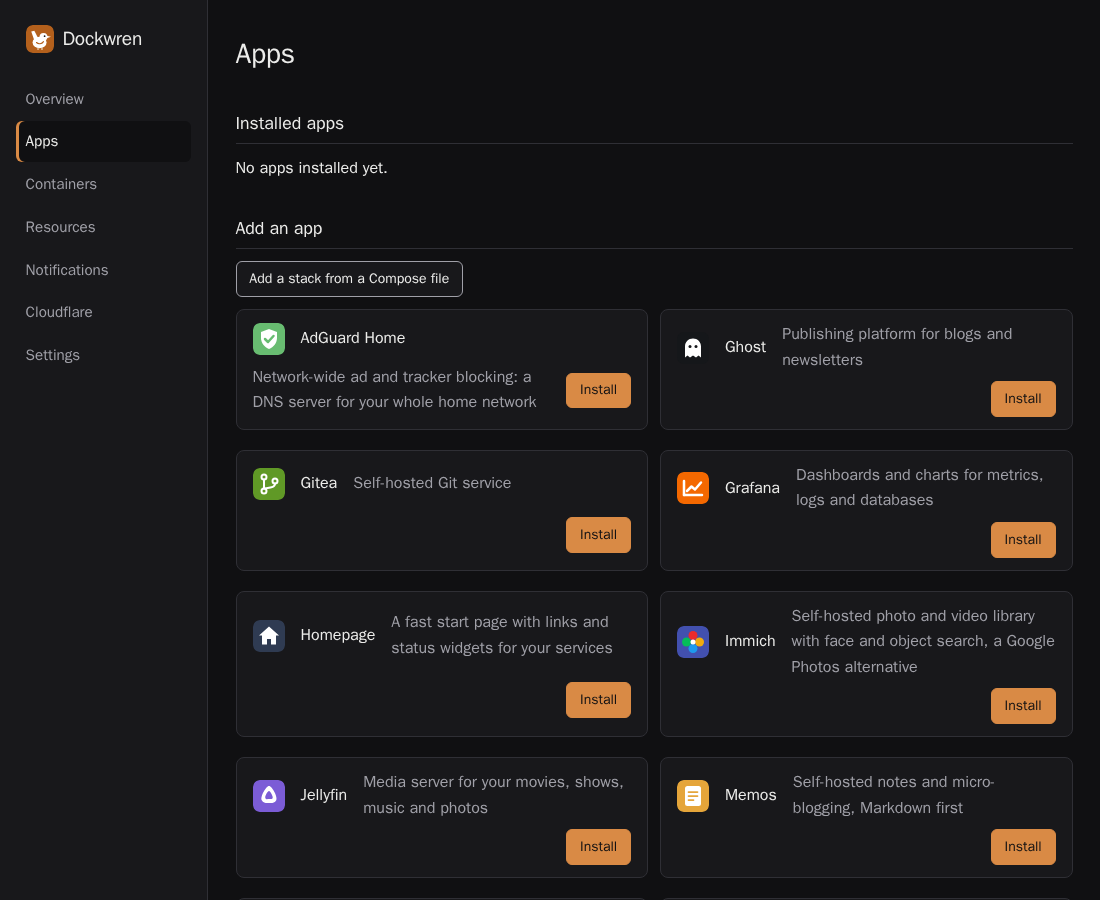 Dockwren
Overview
Apps
Containers
Resources
Notifications
Cloudflare
Settings
Apps
Installed apps
No apps installed yet.
Add an app
Add a stack from a Compose file
AdGuard Home
Network-wide ad and tracker blocking: a
DNS server for your whole home network
Install
Ghost
Publishing platform for blogs and
newsletters
Install
Gitea
Self-hosted Git service
Install
Grafana
Dashboards and charts for metrics,
logs and databases
Install
Homepage
A fast start page with links and
status widgets for your services
Install
Immich
Self-hosted photo and video library
with face and object search, a Google
Photos alternative
Install
Jellyfin
Media server for your movies, shows,
music and photos
Install
Memos
Self-hosted notes and micro-
blogging, Markdown first
Install